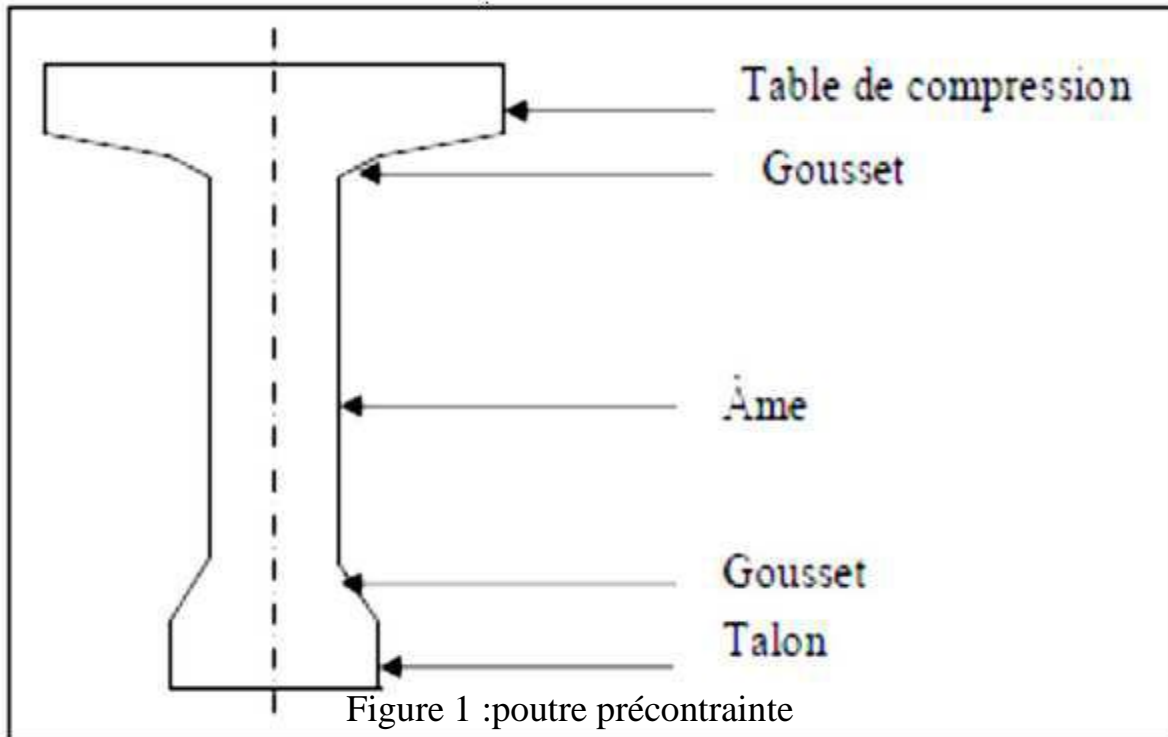 Table de compression
Gousset
Âme
Gousset
Talon
Figure 1 :poutre précontrainte